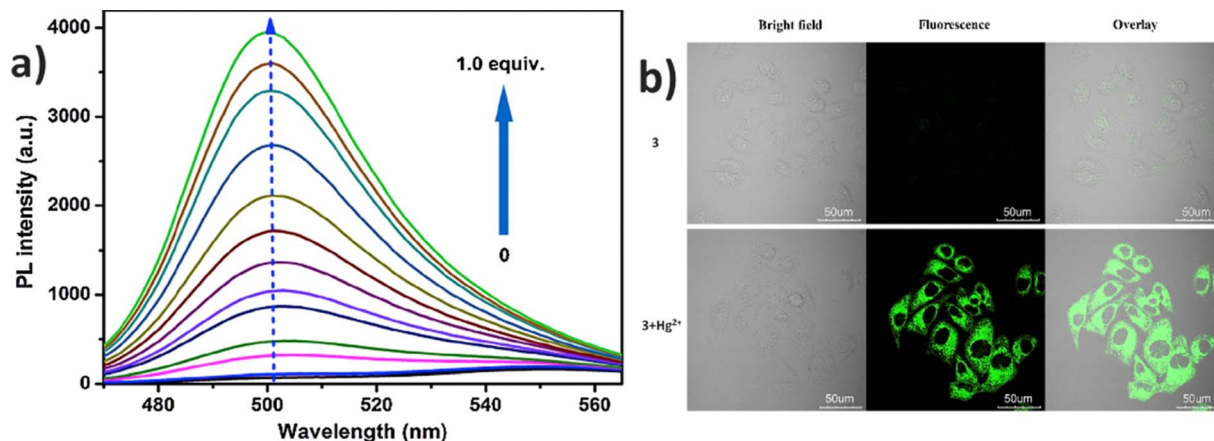 a)
4000
3000
2000
1000
0
PL intensity (a.u.)
480 500 520 540 560
Wavelength (nm)
1.0 equiv.
0
b)
Bright field Fluorescence Overlay
3
50um 50um 50um
3+Hg²⁺
50um 50um 50um